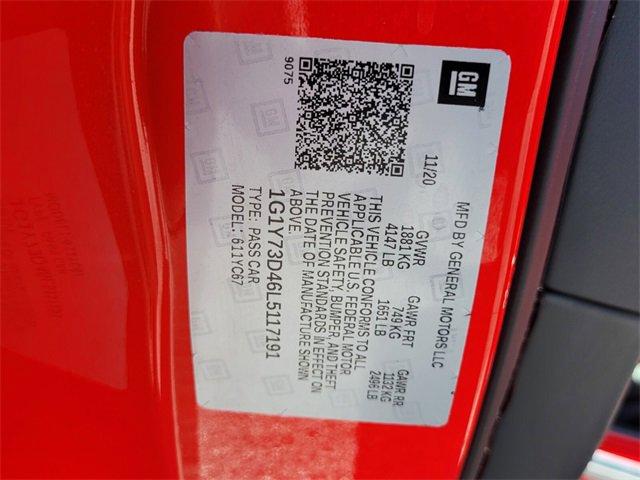 GM
MFD BY GENERAL MOTORS LLC
11/20
GVWR GAWR FRT GAWR RR
1881 KG 749 KG 1132 KG
4147 LB 1651 LB 2496 LB
THIS VEHICLE CONFORMS TO ALL
APPLICABLE U.S. FEDERAL MOTOR
VEHICLE SAFETY, BUMPER, AND THEFT
PREVENTION STANDARDS IN EFFECT ON
THE DATE OF MANUFACTURE SHOWN
ABOVE.
1G1Y73D46L5117191
TYPE: PASS CAR
MODEL: 611YC67
9075